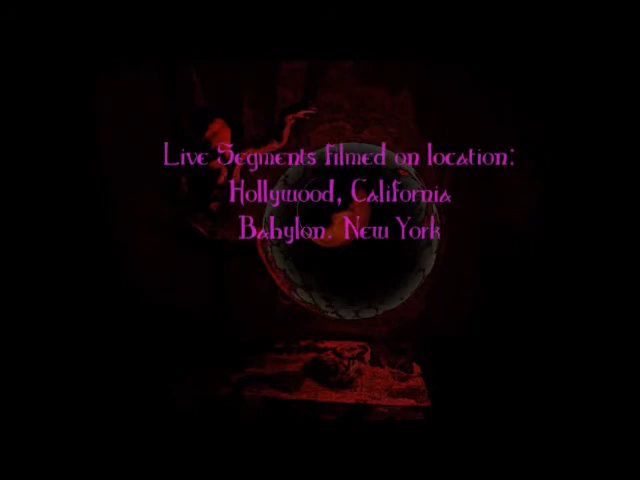 Live Segments filmed on location:
Hollywood, California
Babylon. New York